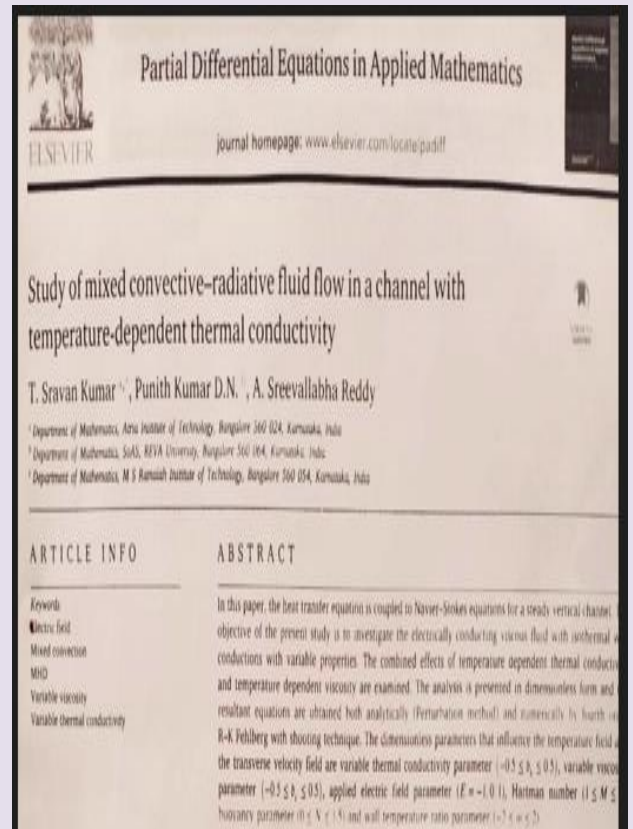 Partial Differential Equations in Applied Mathematics
ELSEVIER
journal homepage: www.elsevier.com/locate/padiff
Study of mixed convective–radiative fluid flow in a channel with
temperature-dependent thermal conductivity
T. Sravan Kumar, Punith Kumar D.N., A. Sreevallabha Reddy
Department of Mathematics, Atria Institute of Technology, Bangalore 560 024, Karnataka, India
Department of Mathematics, SoAS, REVA University, Bangalore 560 064, Karnataka, India
Department of Mathematics, M S Ramaiah Institute of Technology, Bangalore 560 054, Karnataka, India
ARTICLE INFO
Keywords
Electric field
Mixed convection
MHD
Variable viscosity
Variable thermal conductivity
ABSTRACT
In this paper, the heat transfer equation is coupled to Navier–Stokes equations for a steady vertical channel.
objective of the present study is to investigate the electrically conducting viscous fluid with isothermal
conductions with variable properties. The combined effects of temperature dependent thermal
and temperature dependent viscosity are examined. The analysis is presented in dimensionless form and
resultant equations are obtained both analytically (Perturbation method) and numerically by fourth
R–K Fehlberg with shooting technique. The dimensionless parameters that influence the temperature field
the transverse velocity field are variable thermal conductivity parameter variable
parameter applied electric field parameter Hartman number
buoyancy parameter and wall temperature ratio parameter